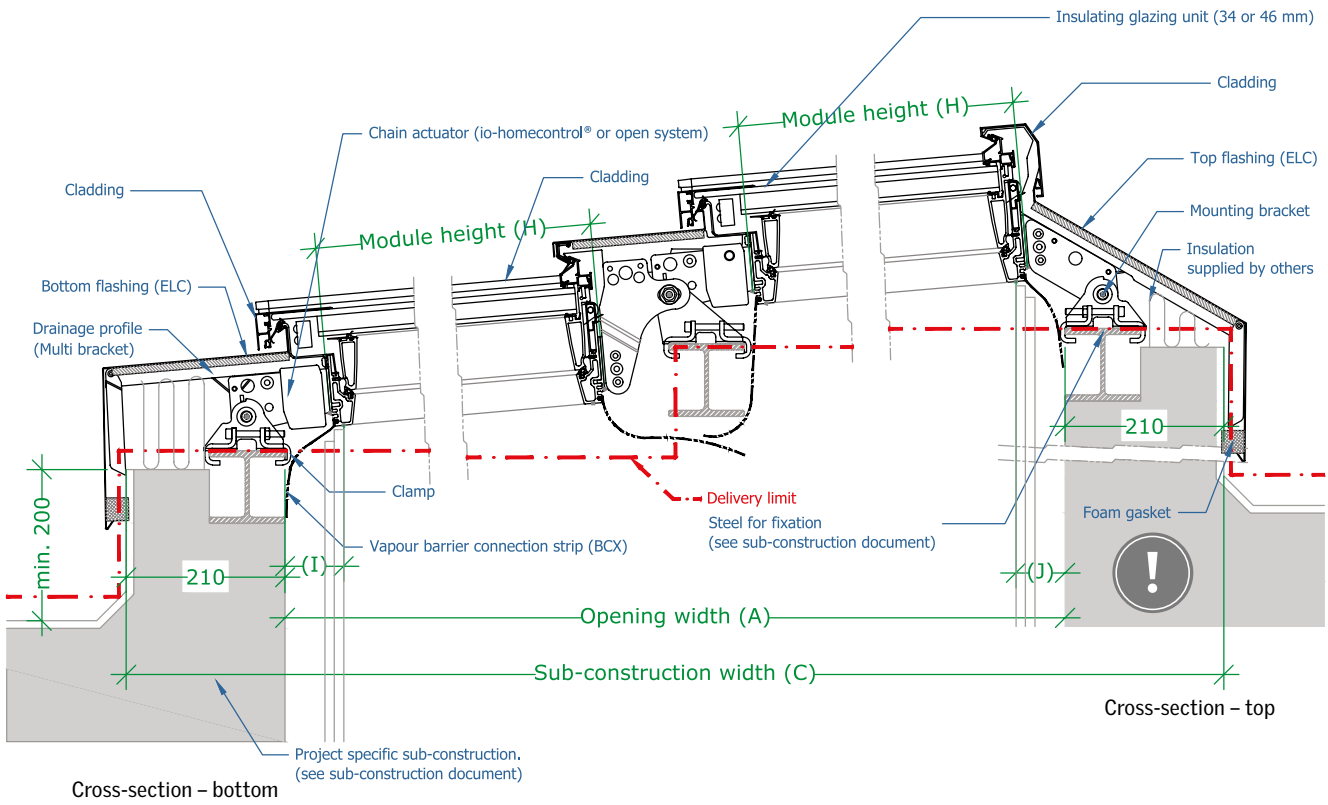 Insulating glazing unit (34 or 46 mm)
Cladding
Module height (H)
Chain actuator (io-homecontrol® or open system)
Top flashing (ELC)
Cladding
Cladding
Mounting bracket
Module height (H)
Insulation
supplied by others
Bottom flashing (ELC)
Drainage profile
(Multi bracket)
210
Clamp
Delivery limit
Steel for fixation
(see sub-construction document)
Foam gasket
min. 200
Vapour barrier connection strip (BCX)
(I)
210
(J)
!
Opening width (A)
Sub-construction width (C)
Cross-section – top
Project specific sub-construction.
(see sub-construction document)
Cross-section – bottom